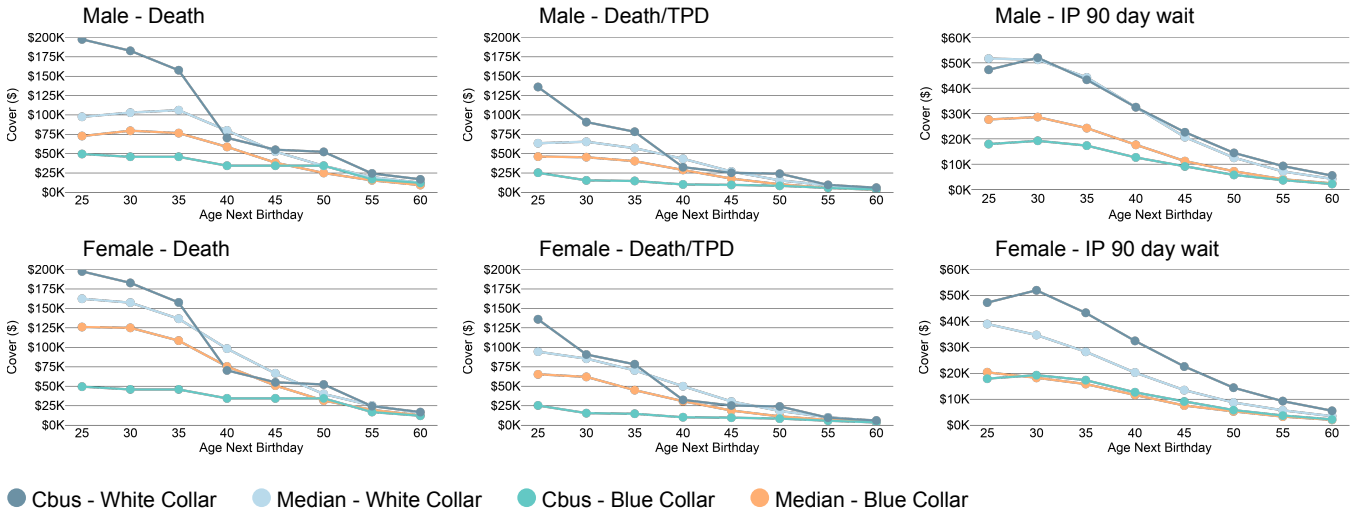 Male - Death
$200K
$175K
$150K
$125K
$100K
$75K
$50K
$25K
$0K
Cover ($)
25 30 35 40 45 50 55 60
Age Next Birthday
Male - Death/TPD
$200K
$175K
$150K
$125K
$100K
$75K
$50K
$25K
$0K
Cover ($)
25 30 35 40 45 50 55 60
Age Next Birthday
Male - IP 90 day wait
$60K
$50K
$40K
$30K
$20K
$10K
$0K
Cover ($)
25 30 35 40 45 50 55 60
Age Next Birthday
Female - Death
$200K
$175K
$150K
$125K
$100K
$75K
$50K
$25K
$0K
Cover ($)
25 30 35 40 45 50 55 60
Age Next Birthday
Female - Death/TPD
$200K
$175K
$150K
$125K
$100K
$75K
$50K
$25K
$0K
Cover ($)
25 30 35 40 45 50 55 60
Age Next Birthday
Female - IP 90 day wait
$60K
$50K
$40K
$30K
$20K
$10K
$0K
Cover ($)
25 30 35 40 45 50 55 60
Age Next Birthday
Cbus - White Collar Median - White Collar Cbus - Blue Collar Median - Blue Collar